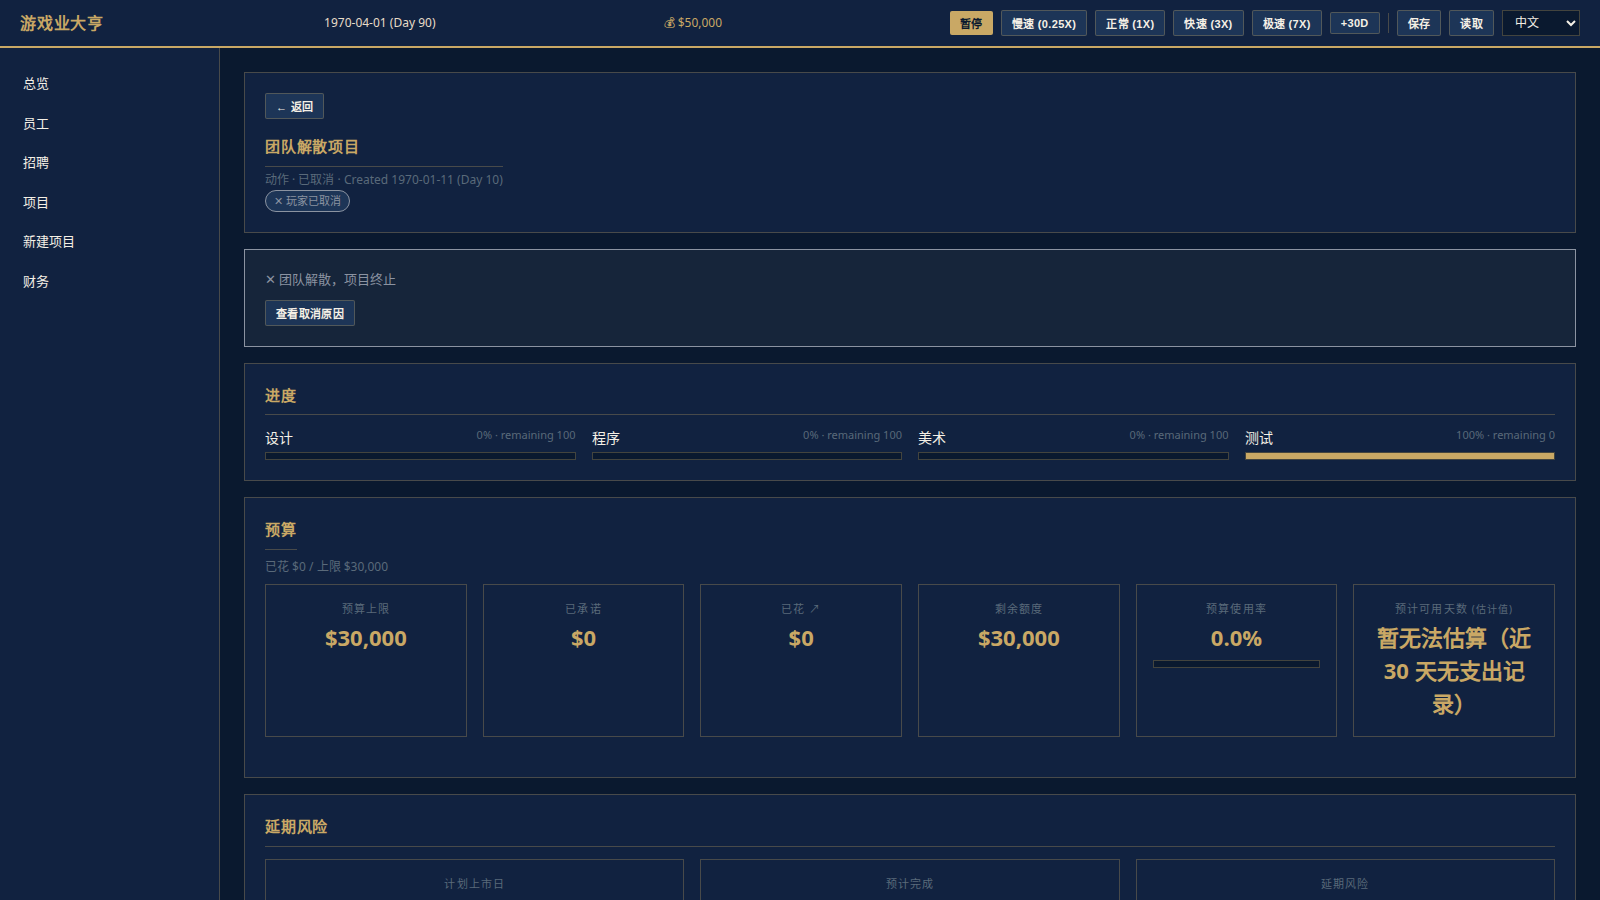 游戏业大亨
1970-04-01 (Day 90)
💰 $50,000
暂停
慢速 (0.25X)
正常 (1X)
快速 (3X)
极速 (7X)
+30D
保存
读取
中文
总览
员工
招聘
项目
新建项目
财务
← 返回
团队解散项目
动作 · 已取消 · Created 1970-01-11 (Day 10)
✕ 玩家已取消
✕ 团队解散，项目终止
查看取消原因
进度
设计 0% · remaining 100
程序 0% · remaining 100
美术 0% · remaining 100
测试 100% · remaining 0
预算
已花 $0 / 上限 $30,000
预算上限
$30,000
已承诺
$0
已花 ↗
$0
剩余额度
$30,000
预算使用率
0.0%
预计可用天数 (估计值)
暂无法估算（近
30 天无支出记
录）
延期风险
计划上市日
预计完成
延期风险